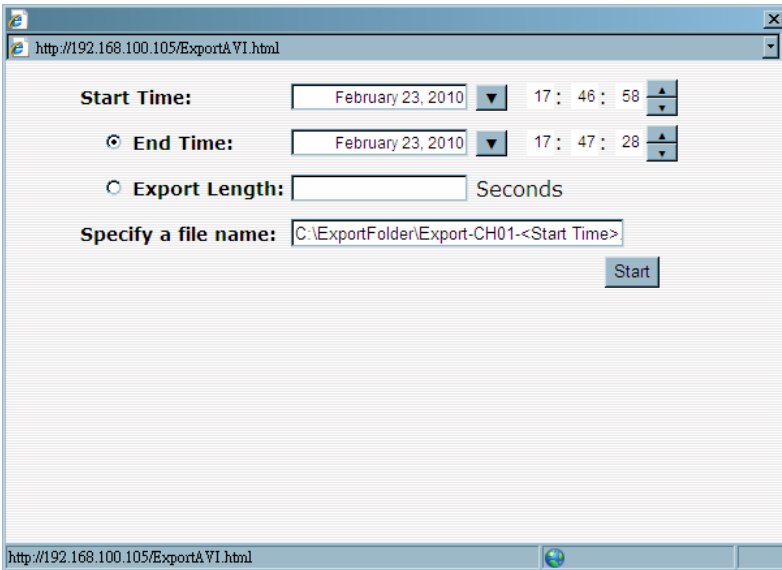 http://192.168.100.105/ExportAVI.html
Start Time: February 23, 2010 17: 46: 58
End Time: February 23, 2010 17: 47: 28
Export Length: Seconds
Specify a file name: C:\ExportFolder\Export-CH01-<Start Time>
Start
http://192.168.100.105/ExportAVI.html